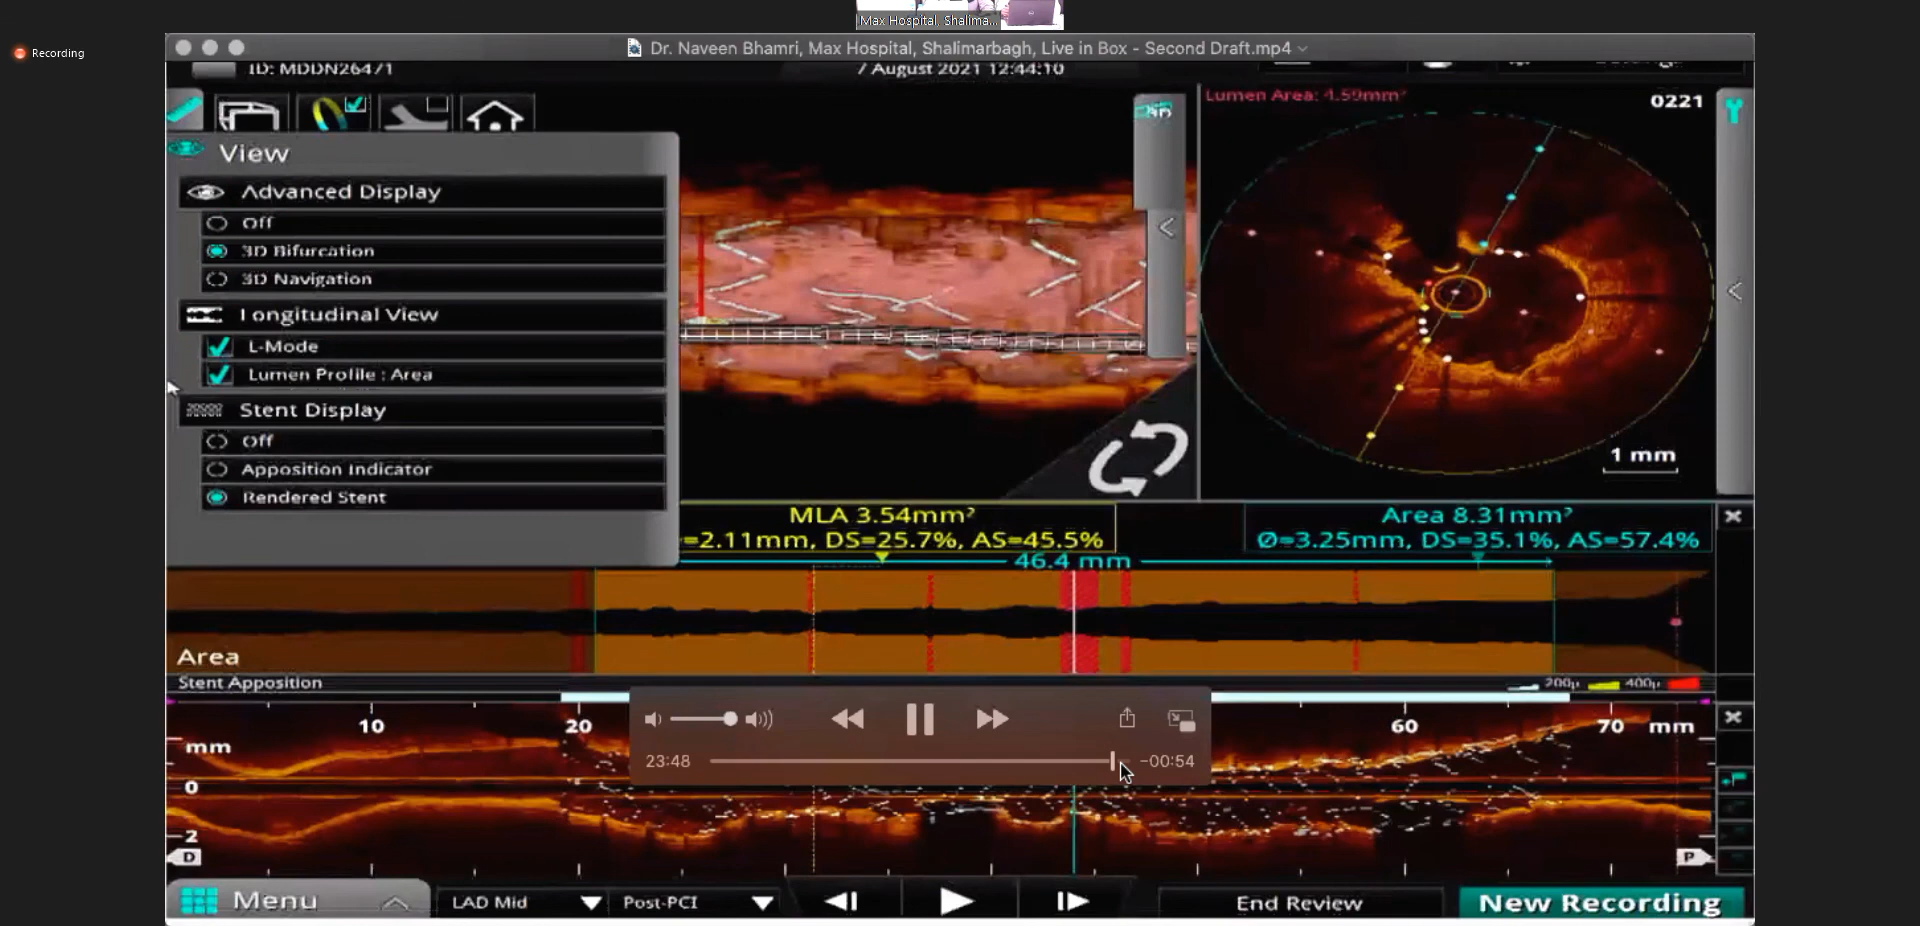 Max Hospital, Shalima...
Recording
Dr. Naveen Bhamri, Max Hospital, Shalimarbagh, Live in Box - Second Draft.mp4
ID: MDDN26471
7 August 2021 12:44:10
3D
Lumen Area: 4.59mm²
0221
View
Advanced Display
Off
3D Bifurcation
3D Navigation
Longitudinal View
L-Mode
Lumen Profile : Area
Stent Display
Off
Apposition Indicator
Rendered Stent
1 mm
MLA 3.54mm²
=2.11mm, DS=25.7%, AS=45.5%
Area 8.31mm²
Ø=3.25mm, DS=35.1%, AS=57.4%
46.4 mm
Area
Stent Apposition
200µ 400µ
10 20 60 70 mm
mm
0
2
23:48 -00:54
D
P
Menu
LAD Mid
Post-PCI
End Review
New Recording